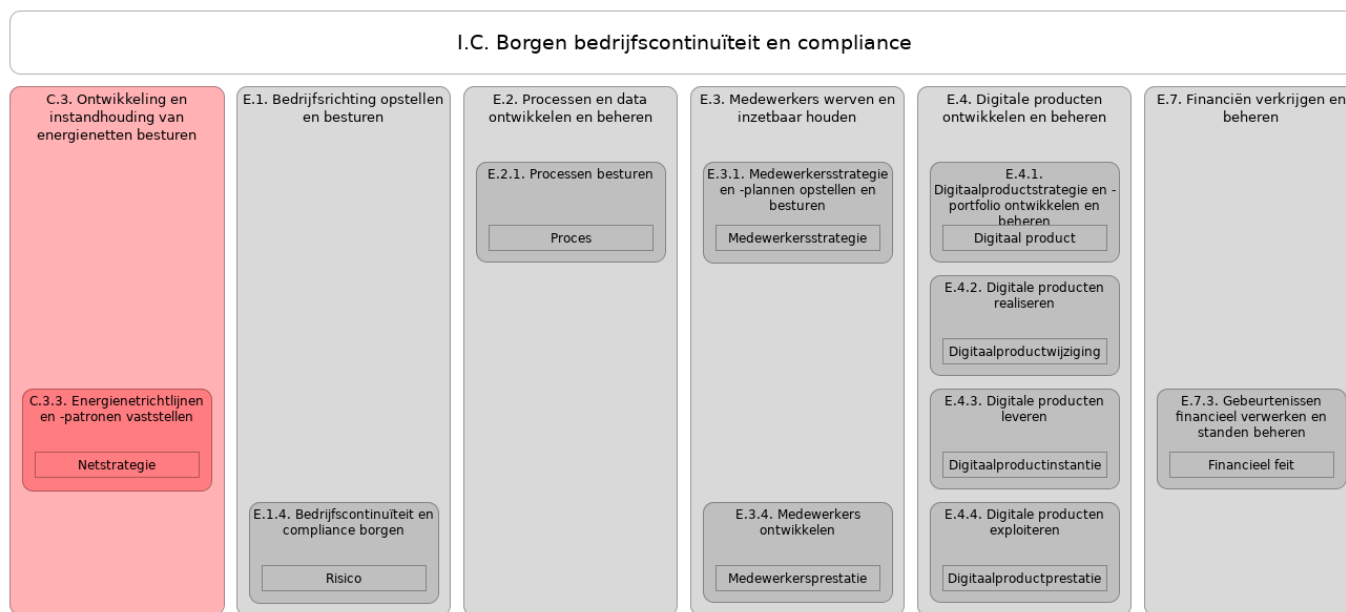 I.C. Borgen bedrijfscontinuïteit en compliance
C.3. Ontwikkeling en
instandhouding van
energienetten besturen
C.3.3. Energienetrichtlijnen
en -patronen vaststellen
Netstrategie
E.1. Bedrijfsrichting opstellen
en besturen
E.1.4. Bedrijfscontinuïteit en
compliance borgen
Risico
E.2. Processen en data
ontwikkelen en beheren
E.2.1. Processen besturen
Proces
E.3. Medewerkers werven en
inzetbaar houden
E.3.1. Medewerkersstrategie
en -plannen opstellen en
besturen
Medewerkersstrategie
E.3.4. Medewerkers
ontwikkelen
Medewerkersprestatie
E.4. Digitale producten
ontwikkelen en beheren
E.4.1.
Digitaalproductstrategie en -
portfolio ontwikkelen en
beheren
Digitaal product
E.4.2. Digitale producten
realiseren
Digitaalproductwijziging
E.4.3. Digitale producten
leveren
Digitaalproductinstantie
E.4.4. Digitale producten
exploiteren
Digitaalproductprestatie
E.7. Financiën verkrijgen en
beheren
E.7.3. Gebeurtenissen
financieel verwerken en
standen beheren
Financieel feit